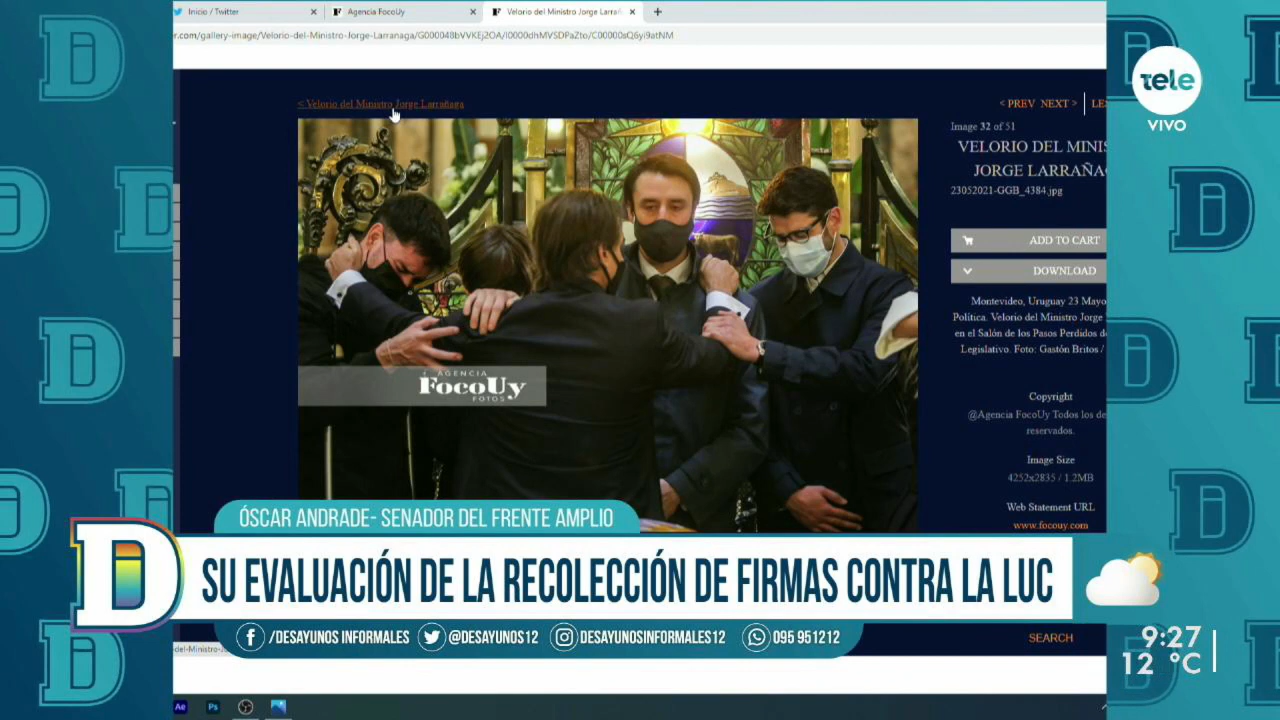 Inicio / Twitter
Agencia FocoUy
Velorio del Ministro Jorge Larrañ
r.com/gallery-image/Velorio-del-Ministro-Jorge-Larranaga/G000048bVVKEj2OA/I0000dhMVSDPaZto/C00000sQ6yi9atNM
tele
VIVO
< Velorio del Ministro Jorge Larrañaga
< PREV NEXT >
Image 32 of 51
VELORIO DEL MINIS
JORGE LARRAÑA
23052021-GGB_4384.jpg
ADD TO CART
DOWNLOAD
Montevideo, Uruguay 23 Mayo
Política. Velorio del Ministro Jorge
en el Salón de los Pasos Perdidos d
Legislativo. Foto: Gastón Britos /
AGENCIA
FocoUy
FOTOS
Copyright
@Agencia FocoUy Todos los de
reservados.
Image Size
4252x2835 / 1.2MB
Web Statement URL
www.focouy.com
ÓSCAR ANDRADE- SENADOR DEL FRENTE AMPLIO
D
SU EVALUACIÓN DE LA RECOLECCIÓN DE FIRMAS CONTRA LA LUC
/DESAYUNOS INFORMALES @DESAYUNOS12 DESAYUNOSINFORMALES12 095 951212
SEARCH
9:27
12 °C
Ae Ps